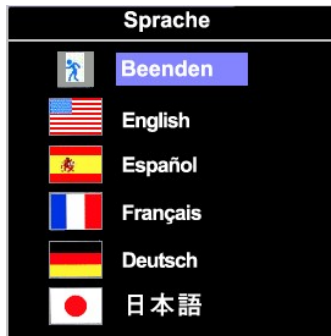 Sprache
Beenden
English
Español
Français
Deutsch
日本語